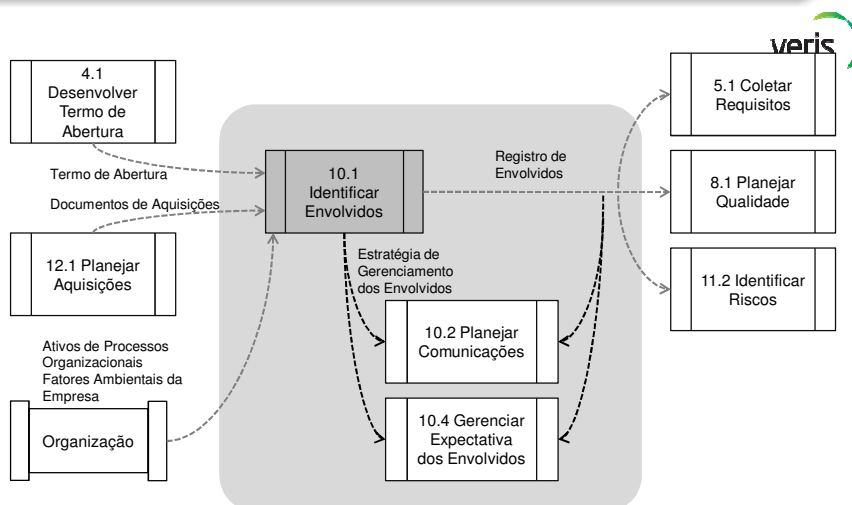 veris
4.1
Desenvolver
Termo de
Abertura
5.1 Coletar
Requisitos
Termo de Abertura
10.1
Identificar
Envolvidos
Registro de
Envolvidos
8.1 Planejar
Qualidade
Documentos de Aquisições
12.1 Planejar
Aquisições
Estratégia de
Gerenciamento
dos Envolvidos
11.2 Identificar
Riscos
10.2 Planejar
Comunicações
Ativos de Processos
Organizacionais
Fatores Ambientais da
Empresa
Organização
10.4 Gerenciar
Expectativa
dos Envolvidos